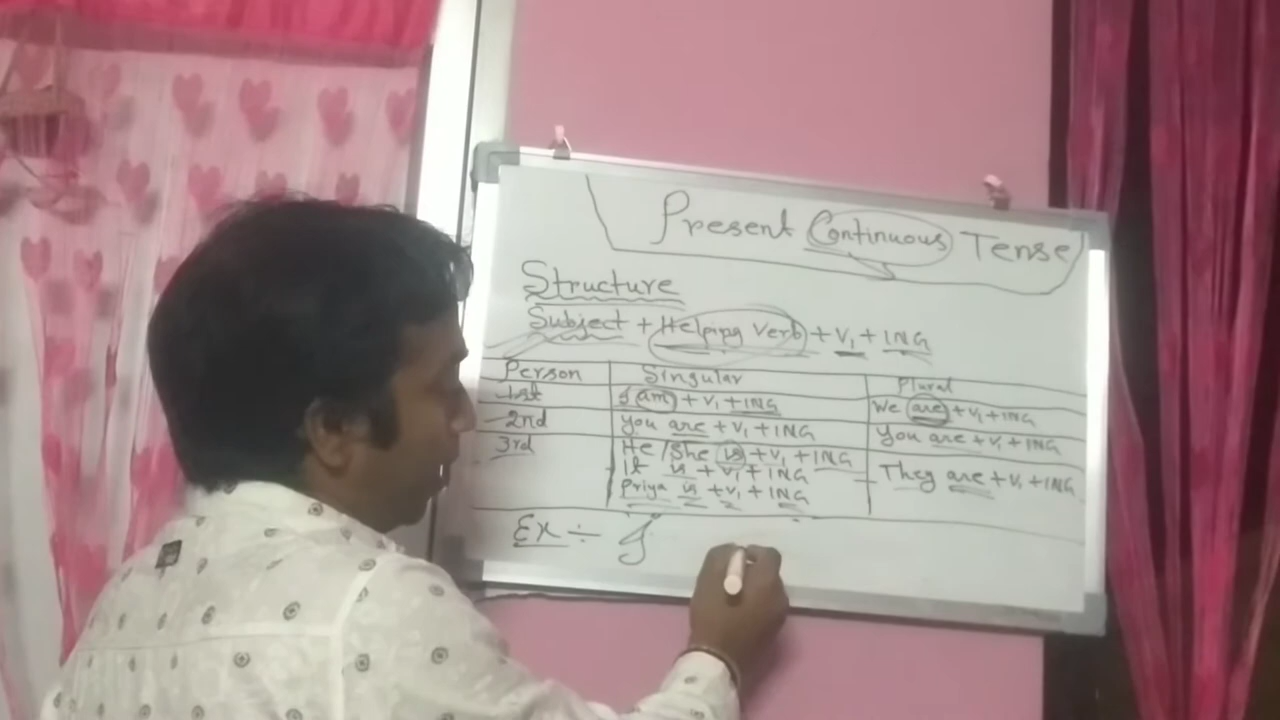 Present Continuous Tense
Structure
Subject + Helping Verb + V1 + ING
Person Singular Plural
1st I am + V1 + ING We are + V1 + ING
2nd you are + V1 + ING you are + V1 + ING
3rd He/She is + V1 + ING They are + V1 + ING
it is + V1 + ING
Priya is + V1 + ING
Ex ÷ I